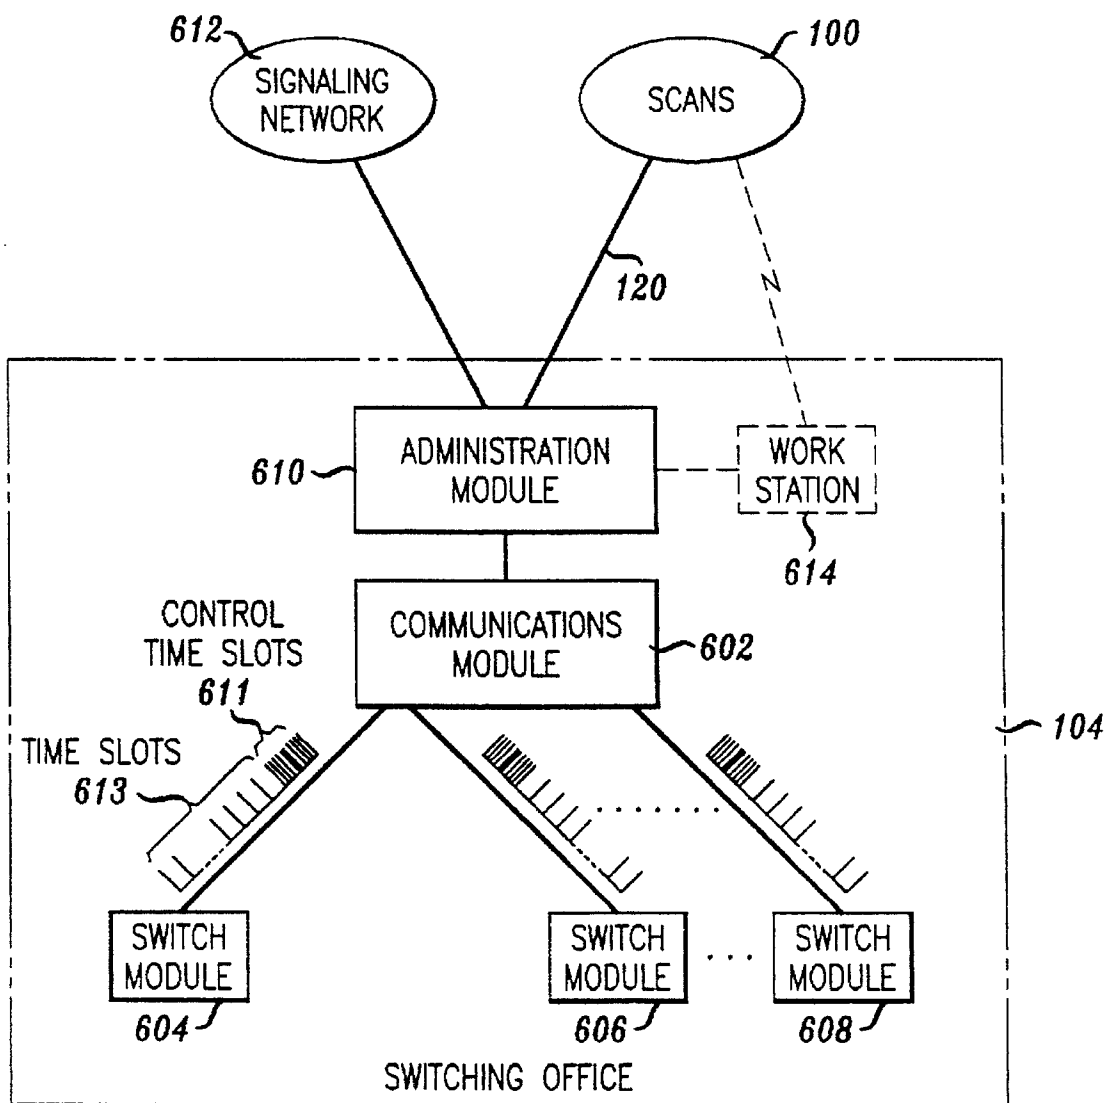 612
SIGNALING
NETWORK
100
SCANS
120
610
ADMINISTRATION
MODULE
WORK
STATION
614
CONTROL
TIME SLOTS
611
COMMUNICATIONS
MODULE
602
104
TIME SLOTS
613
SWITCH
MODULE
604
SWITCH
MODULE
606
SWITCH
MODULE
608
SWITCHING OFFICE